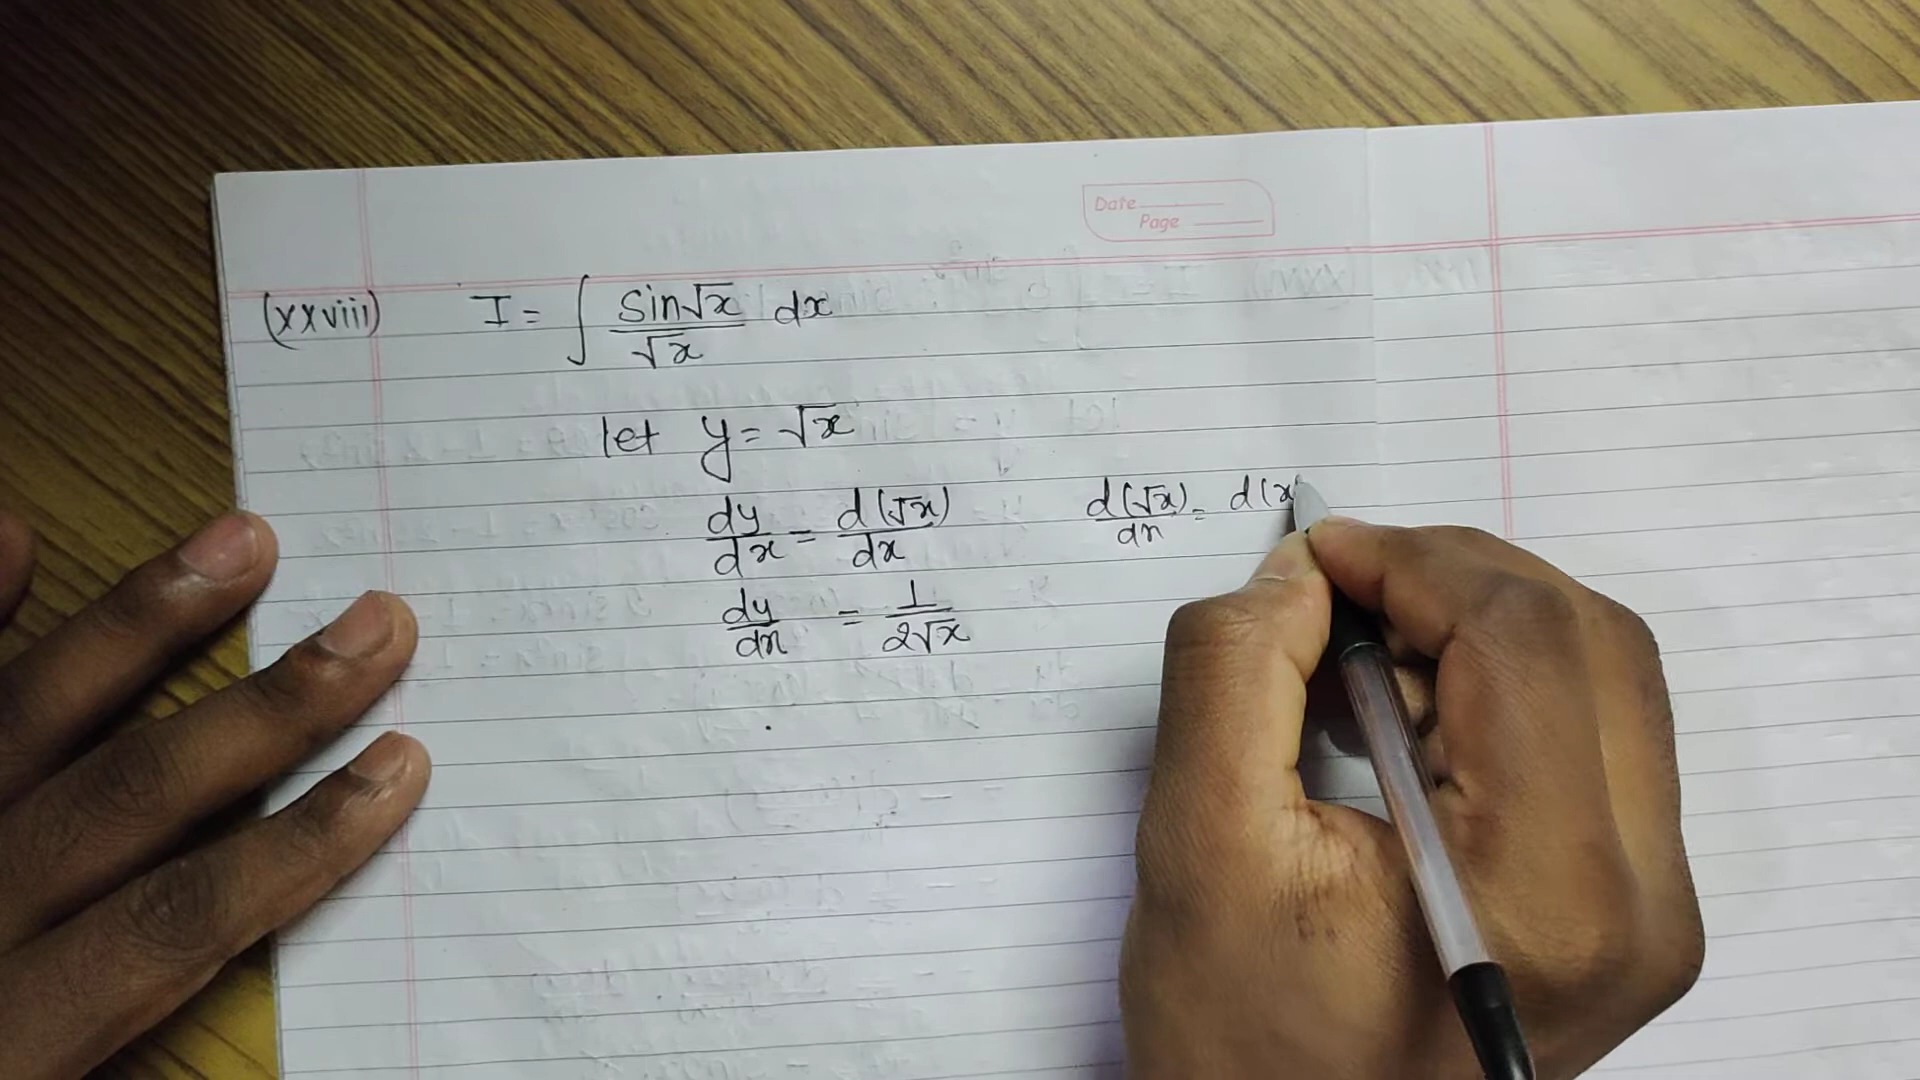 Date
Page
(xxviii) I = ∫ sin√x / √x dx
let y = √x
dy/dx = d(√x)/dx d(√x)/dx = d(x
dy/dx = 1/2√x